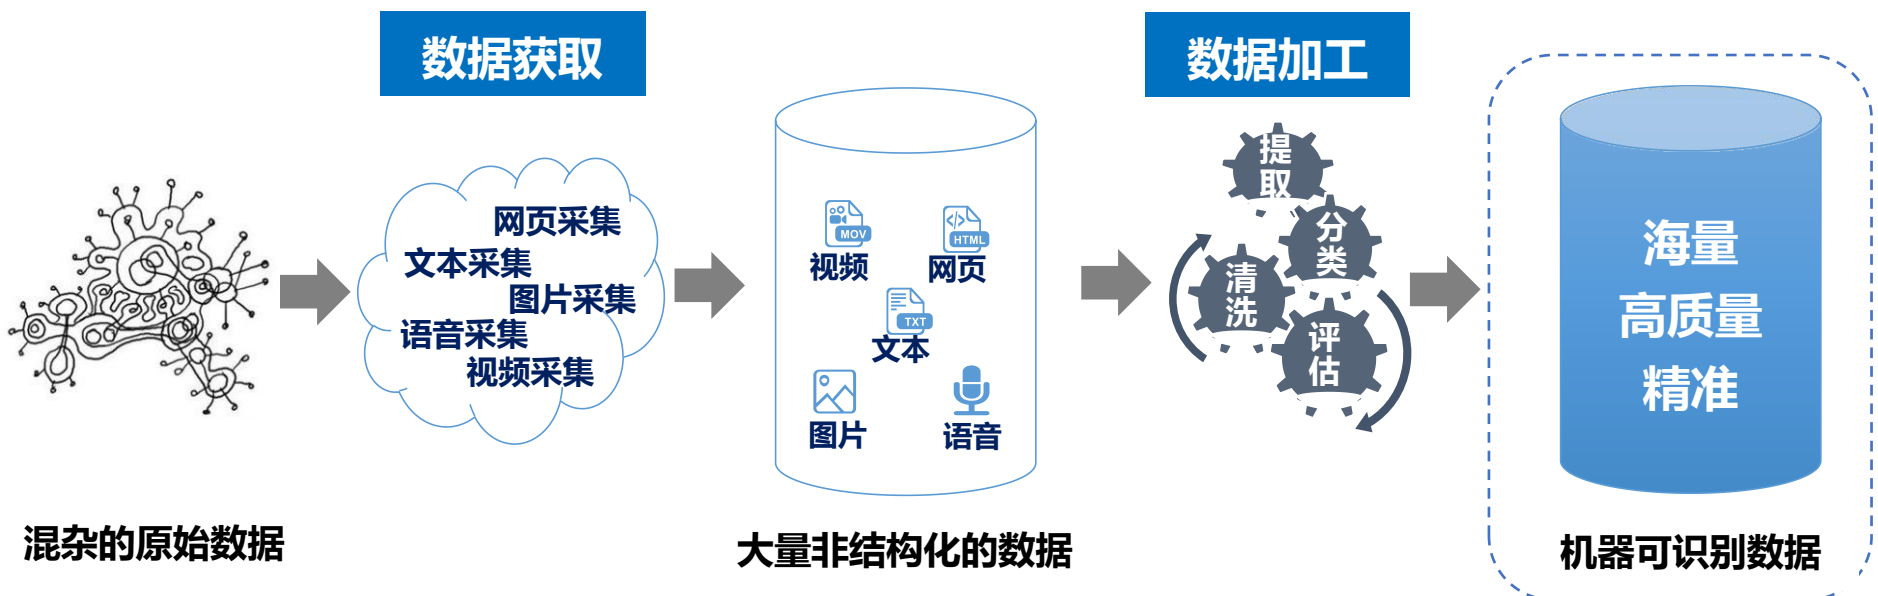 数据获取
数据加工
网页采集
文本采集
图片采集
语音采集
视频采集
MOV
视频
HTML
网页
TXT
文本
图片
语音
提取
分类
清洗
评估
海量
高质量
精准
混杂的原始数据
大量非结构化的数据
机器可识别数据